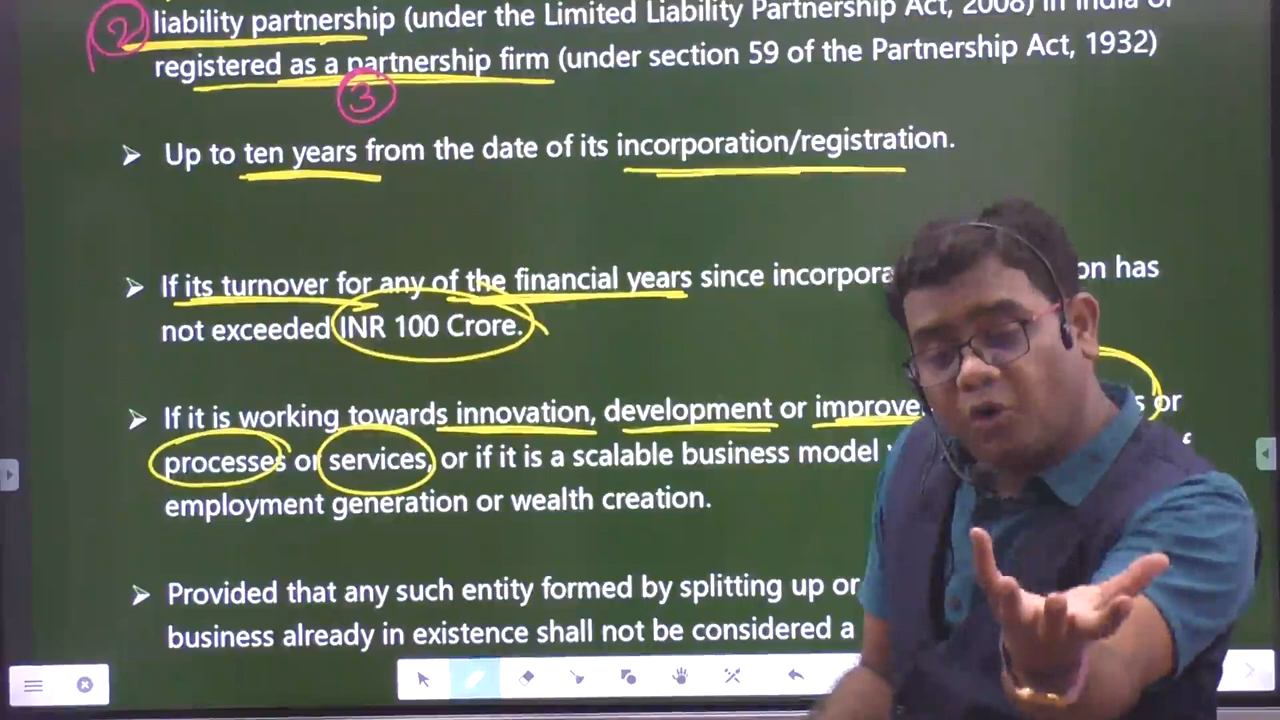 liability partnership (under the Limited Liability Partnership Act, 2008) in India or
2
registered as a partnership firm (under section 59 of the Partnership Act, 1932)
3
➢ Up to ten years from the date of its incorporation/registration.
➢ If its turnover for any of the financial years since on has
not exceeded INR 100 Crore.
➢ If it is working towards innovation, development or or
processes or services, or if it is a scalable business model
employment generation or wealth creation.
➢ Provided that any such entity formed by splitting up or
business already in existence shall not be considered a